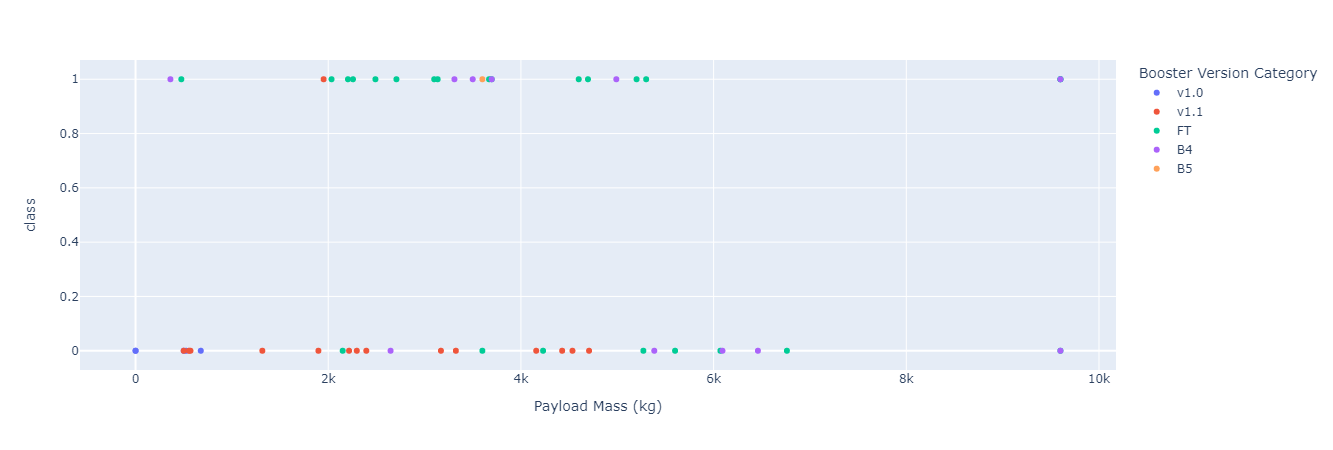 Booster Version Category
v1.0
v1.1
FT
B4
B5
class
1
0.8
0.6
0.4
0.2
0
0 2k 4k 6k 8k 10k
Payload Mass (kg)